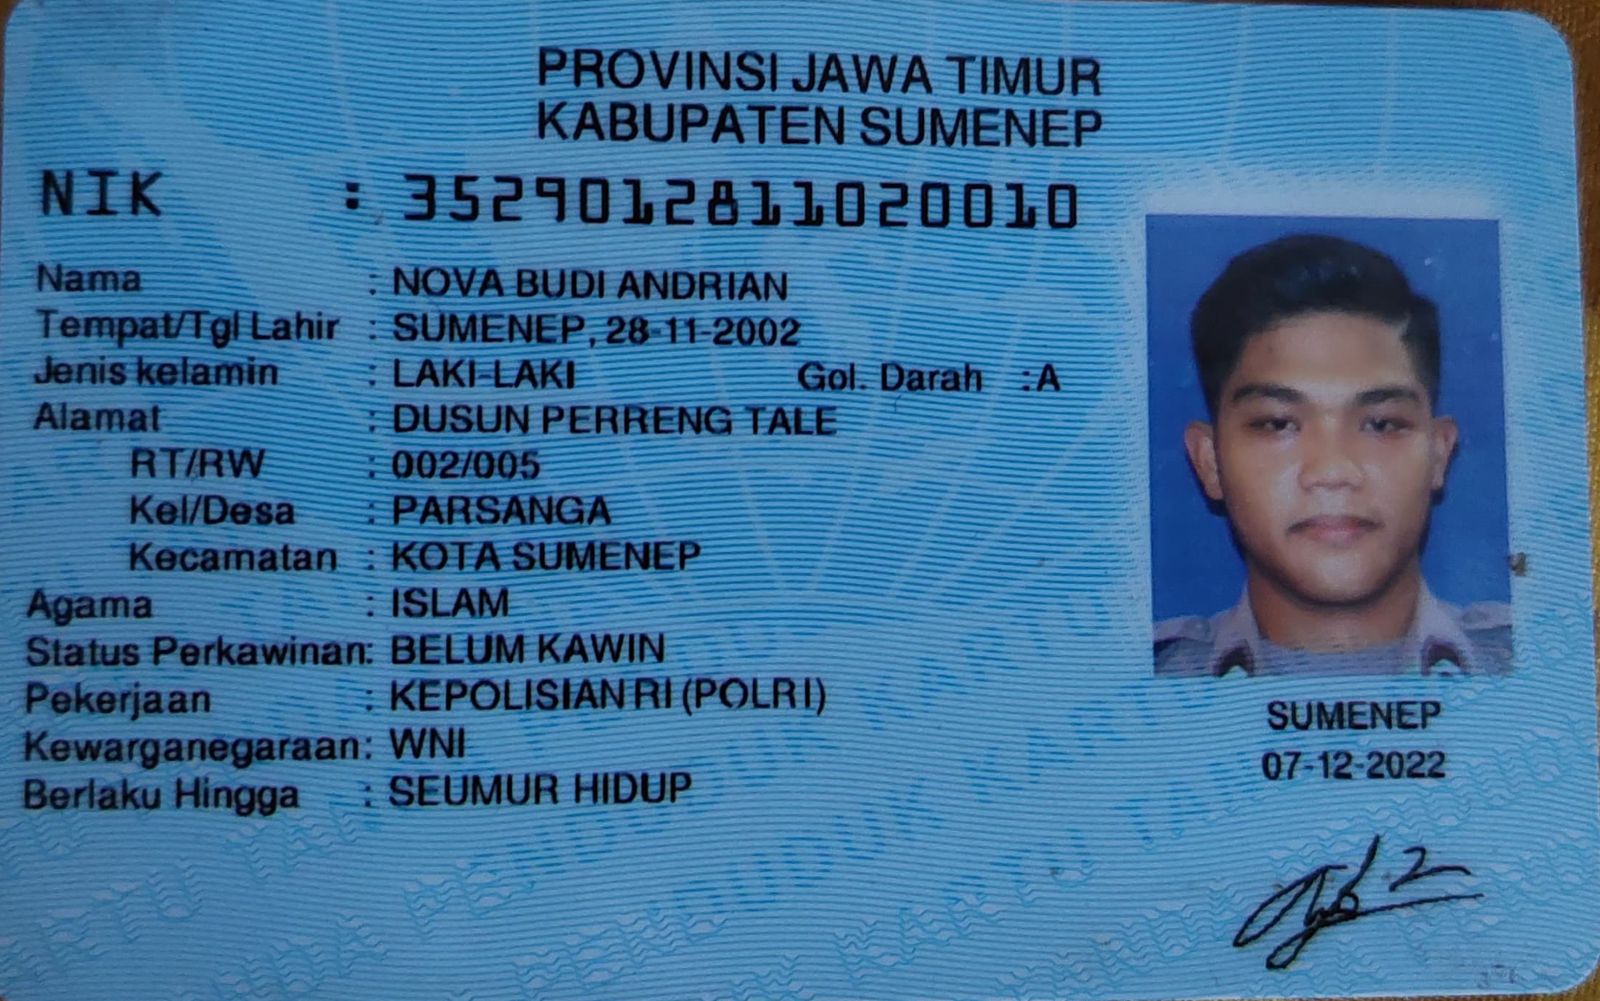 PROVINSI JAWA TIMUR
KABUPATEN SUMENEP
NIK : 3529012811020010
Nama : NOVA BUDI ANDRIAN
Tempat/Tgl Lahir : SUMENEP, 28-11-2002
Jenis kelamin : LAKI-LAKI Gol. Darah :A
Alamat : DUSUN PERRENG TALE
RT/RW : 002/005
Kel/Desa : PARSANGA
Kecamatan : KOTA SUMENEP
Agama : ISLAM
Status Perkawinan: BELUM KAWIN
Pekerjaan : KEPOLISIAN RI (POLRI)
Kewarganegaraan: WNI
Berlaku Hingga : SEUMUR HIDUP
SUMENEP
07-12-2022